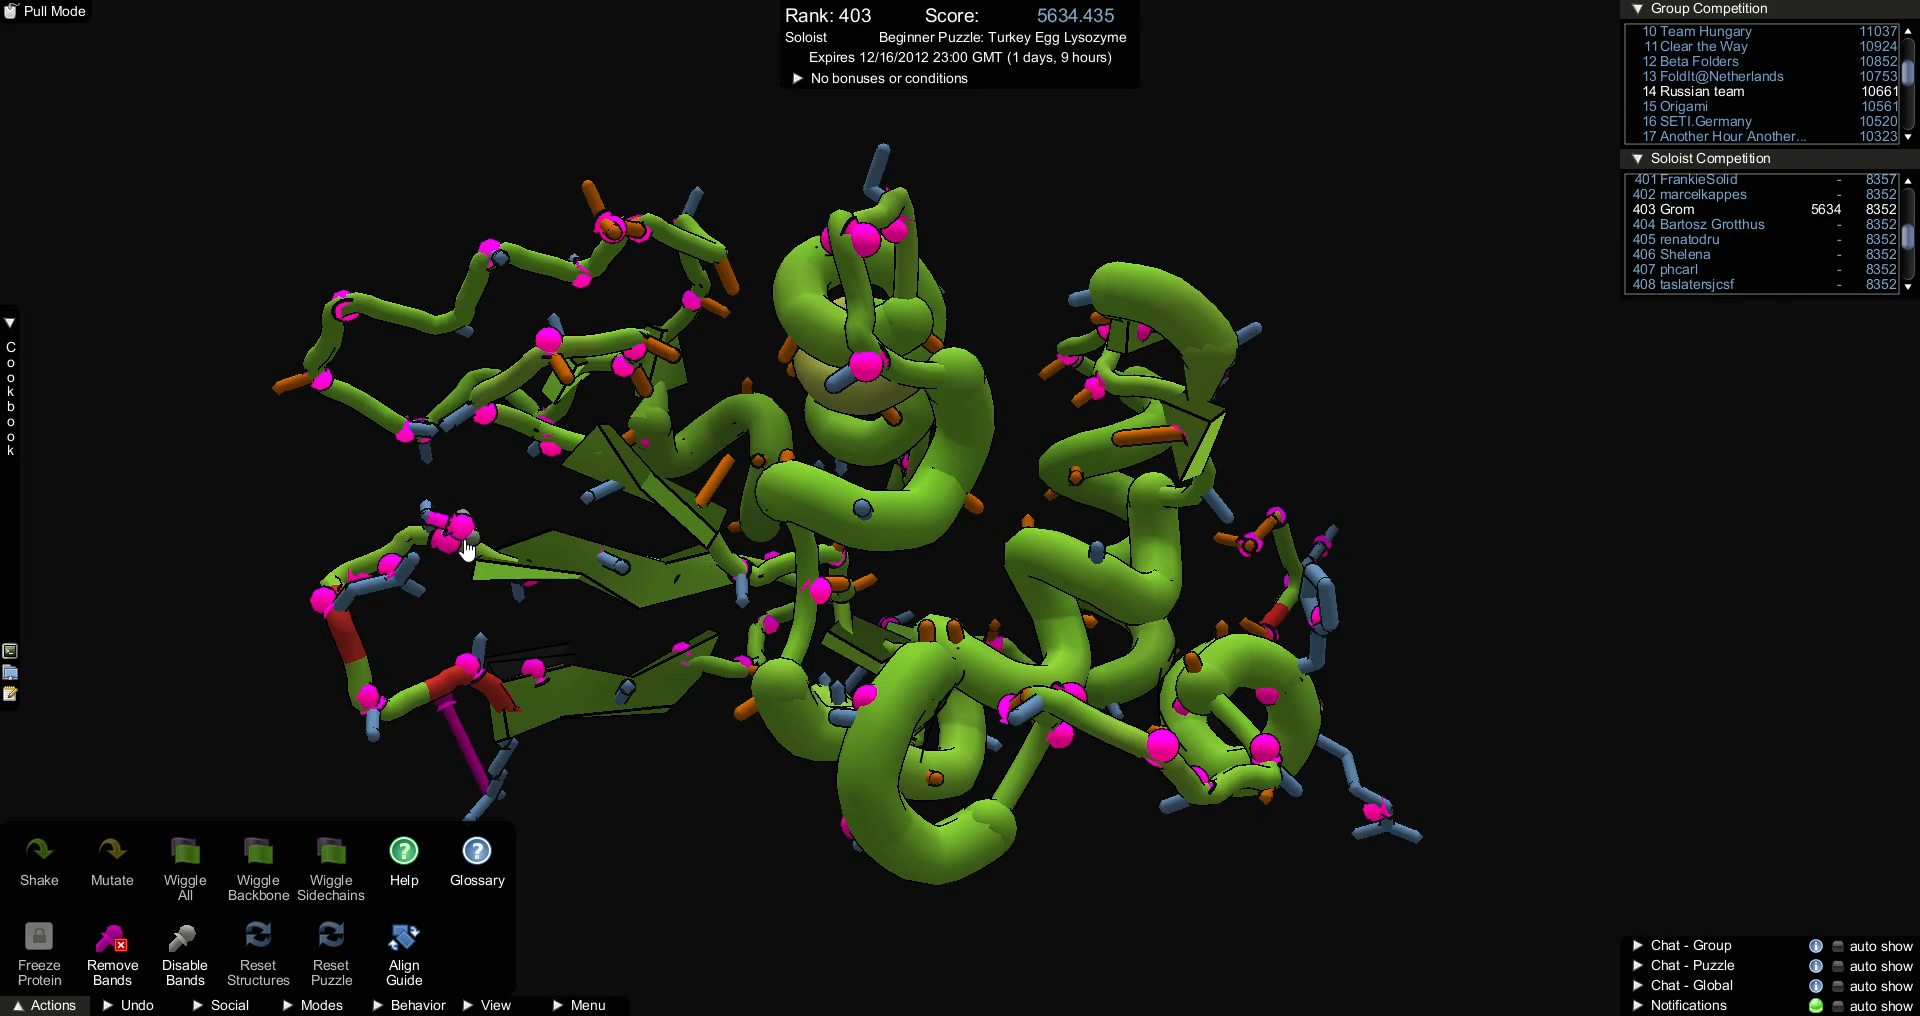 Pull Mode
Rank: 403 Score: 5634.435
Soloist Beginner Puzzle: Turkey Egg Lysozyme
Expires 12/16/2012 23:00 GMT (1 days, 9 hours)
No bonuses or conditions
Group Competition
10 Team Hungary 11037
11 Clear the Way 10924
12 Beta Folders 10852
13 FoldIt@Netherlands 10753
14 Russian team 10661
15 Origami 10561
16 SETI.Germany 10520
17 Another Hour Another... 10323
Soloist Competition
401 FrankieSolid - 8357
402 marcelkappes - 8352
403 Grom 5634 8352
404 Bartosz Grotthus - 8352
405 renatodru - 8352
406 Shelena - 8352
407 phcarl - 8352
408 taslatersjcsf - 8352
Cookbook
Shake Mutate Wiggle All Wiggle Backbone Wiggle Sidechains Help Glossary
Freeze Protein Remove Bands Disable Bands Reset Structures Reset Puzzle Align Guide
Actions Undo Social Modes Behavior View Menu
Chat - Group auto show
Chat - Puzzle auto show
Chat - Global auto show
Notifications auto show